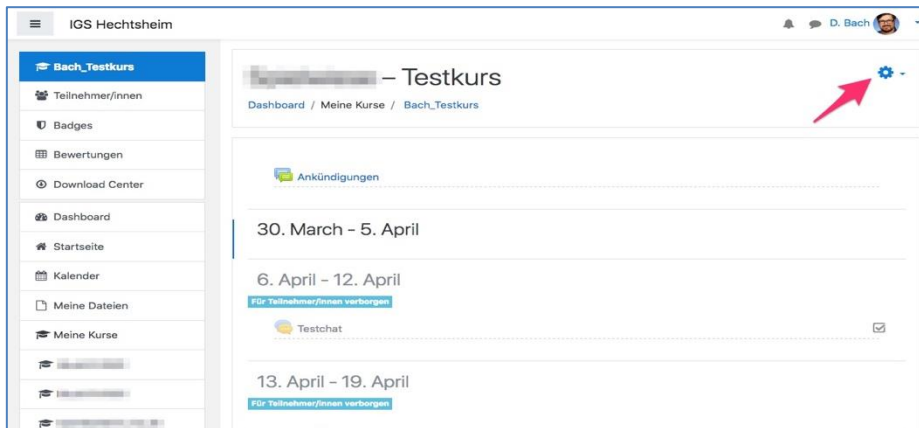 IGS Hechtsheim
D. Bach
Bach_Testkurs
Teilnehmer/innen
Badges
Bewertungen
Download Center
Dashboard
Startseite
Kalender
Meine Dateien
Meine Kurse
– Testkurs
Dashboard / Meine Kurse / Bach_Testkurs
Ankündigungen
30. March - 5. April
6. April - 12. April
Für Teilnehmer/innen verborgen
Testchat
13. April - 19. April
Für Teilnehmer/innen verborgen